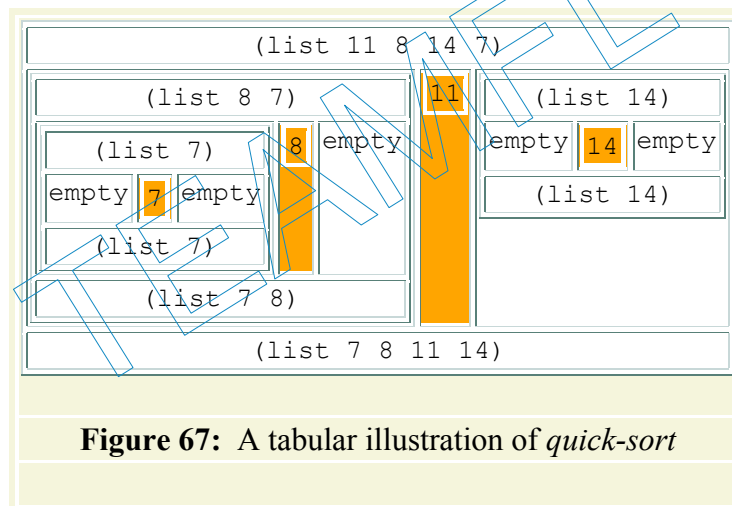 (list 11 8 14 7)
(list 8 7) 11 (list 14)
(list 7) 8 empty empty 14 empty
empty 7 empty (list 14)
(list 7)
(list 7 8)
(list 7 8 11 14)
Figure 67: A tabular illustration of quick-sort
TEAMFL